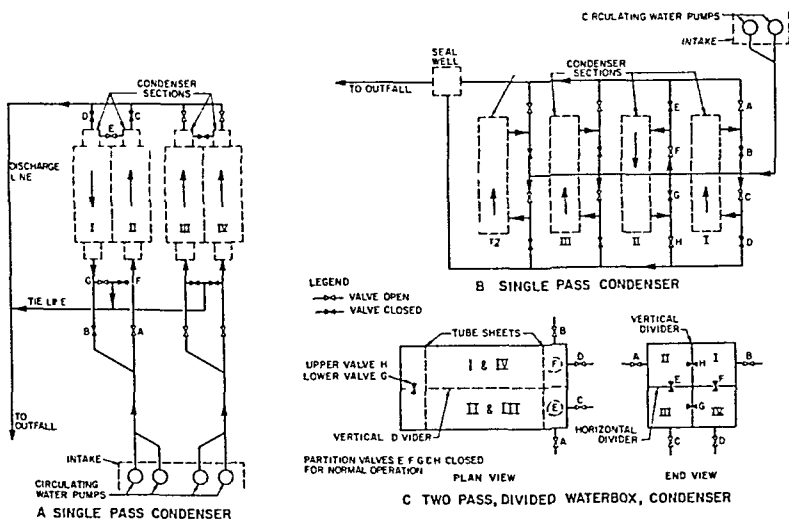 CONDENSER
SECTIONS
D
C
E
DISCHARGE
LINE
I
II
III
IV
G
F
TIE LINE
B
A
TO
OUTFALL
INTAKE
CIRCULATING
WATER PUMPS
A SINGLE PASS CONDENSER
CIRCULATING WATER PUMPS
INTAKE
SEAL
WELL
CONDENSER
SECTIONS
TO OUTFALL
E
A
F
B
G
C
H
D
III
II
I
B SINGLE PASS CONDENSER
LEGEND
VALVE OPEN
VALVE CLOSED
TUBE SHEETS
B
UPPER VALVE H
LOWER VALVE G
I & IV
F
D
II & III
E
C
VERTICAL DIVIDER
A
PARTITION VALVES E F G & H CLOSED
FOR NORMAL OPERATION
PLAN VIEW
VERTICAL
DIVIDER
A
II
I
H
B
E
F
III
G
IV
HORIZONTAL
DIVIDER
C
D
END VIEW
C TWO PASS, DIVIDED WATERBOX, CONDENSER